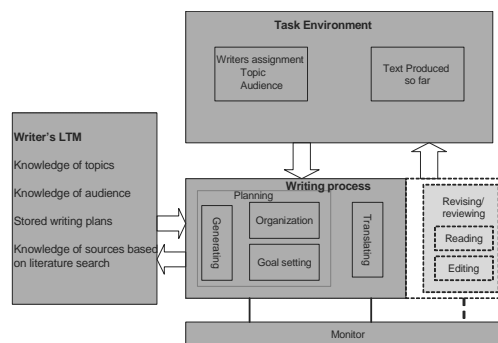 Task Environment
Writers assignment
Topic
Audience
Text Produced
so far
Writer's LTM
Knowledge of topics
Knowledge of audience
Stored writing plans
Knowledge of sources based
on literature search
Writing process
Planning
Generating
Organization
Goal setting
Translating
Revising/
reviewing
Reading
Editing
Monitor